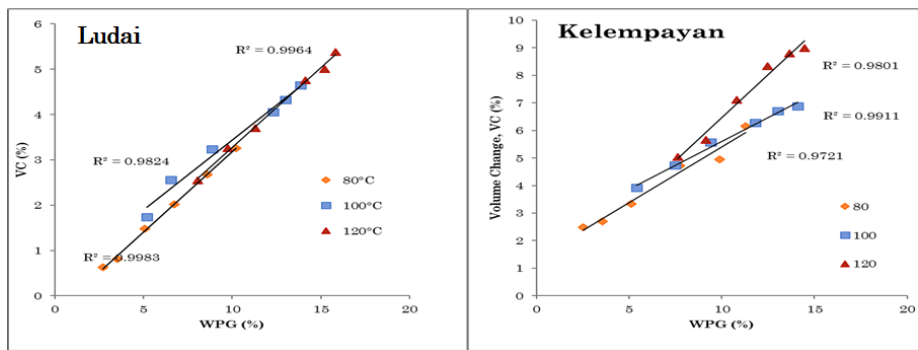 Ludai
VC (%)
6
5
4
3
2
1
0
R² = 0.9964
R² = 0.9824
R² = 0.9983
80°C
100°C
120°C
0 5 10 15 20
WPG (%)
Kelempayan
Volume Change, VC (%)
10
9
8
7
6
5
4
3
2
1
0
R² = 0.9801
R² = 0.9911
R² = 0.9721
80
100
120
0 5 10 15 20
WPG (%)